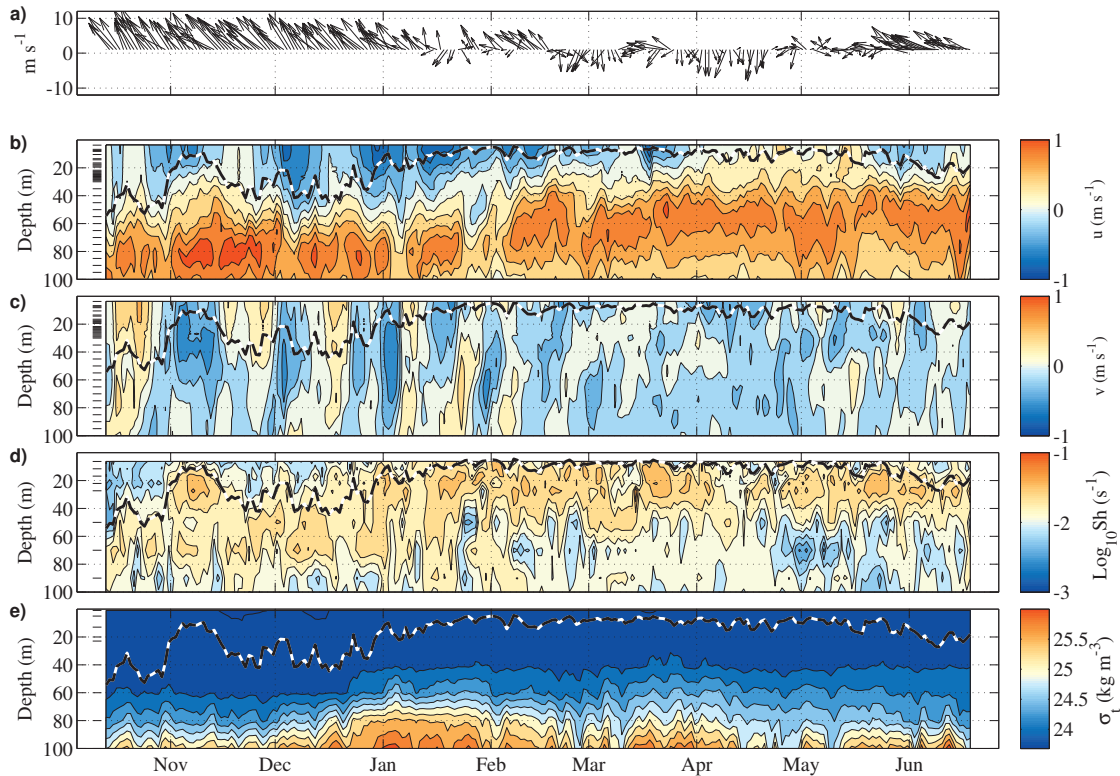 a)
10
0
-10
m s⁻¹
b)
20
40
60
80
100
Depth (m)
1
0
-1
u (m s⁻¹)
c)
20
40
60
80
100
Depth (m)
1
0
-1
v (m s⁻¹)
d)
20
40
60
80
100
Depth (m)
-1
-2
-3
Log₁₀Sh (s⁻¹)
e)
20
40
60
80
100
Depth (m)
25.5
25
24.5
24
σₜ (kg m⁻³)
Nov Dec Jan Feb Mar Apr May Jun